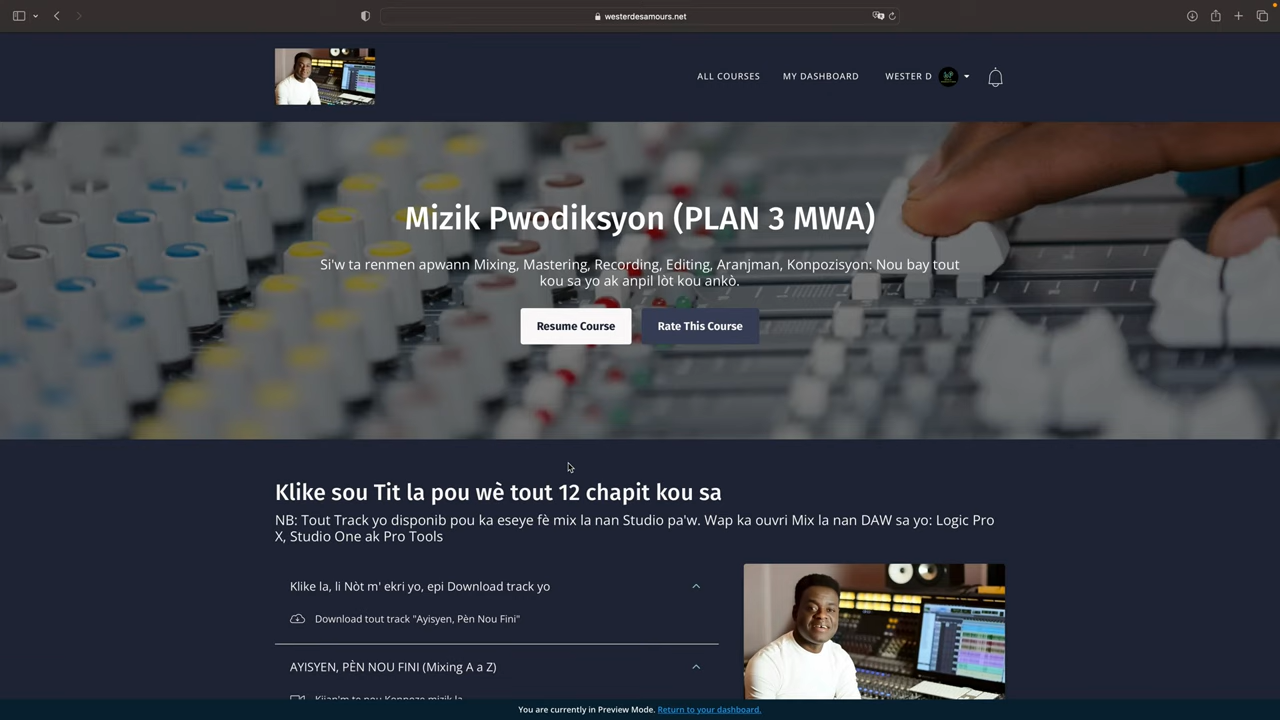 westerdesamours.net
ALL COURSES
MY DASHBOARD
WESTER D
Mizik Pwodiksyon (PLAN 3 MWA)
Si'w ta renmen apwann Mixing, Mastering, Recording, Editing, Aranjman, Konpozisyon: Nou bay tout
kou sa yo ak anpil lòt kou ankò.
Resume Course
Rate This Course
Klike sou Tit la pou wè tout 12 chapit kou sa
NB: Tout Track yo disponib pou ka eseye fè mix la nan Studio pa'w. Wap ka ouvri Mix la nan DAW sa yo: Logic Pro
X, Studio One ak Pro Tools
Klike la, li Nòt m' ekri yo, epi Download track yo
Download tout track "Ayisyen, Pèn Nou Fini"
AYISYEN, PÈN NOU FINI (Mixing A a Z)
You are currently in Preview Mode. Return to your dashboard.